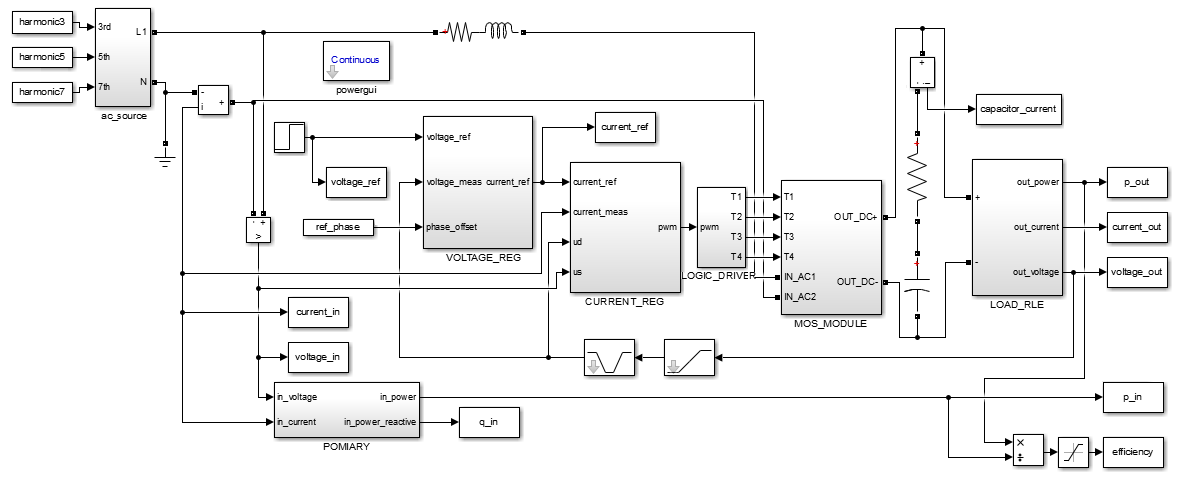 harmonic3
harmonic5
harmonic7
3rd
5th
7th
L1
N
ac_source
-
i
+
Continuous
powergui
voltage_ref
- +
>
ref_phase
voltage_ref
voltage_meas current_ref
phase_offset
VOLTAGE_REG
current_ref
current_ref
current_meas
ud
us
pwm
CURRENT_REG
pwm
T1
T2
T3
T4
LOGIC_DRIVER
T1
T2
T3
T4
IN_AC1
IN_AC2
OUT_DC+
OUT_DC-
MOS_MODULE
+
capacitor_current
+
+
+
-
out_power
out_current
out_voltage
LOAD_RLE
p_out
current_out
voltage_out
current_in
voltage_in
in_voltage
in_current
in_power
in_power_reactive
POMIARY
q_in
p_in
×
÷
efficiency